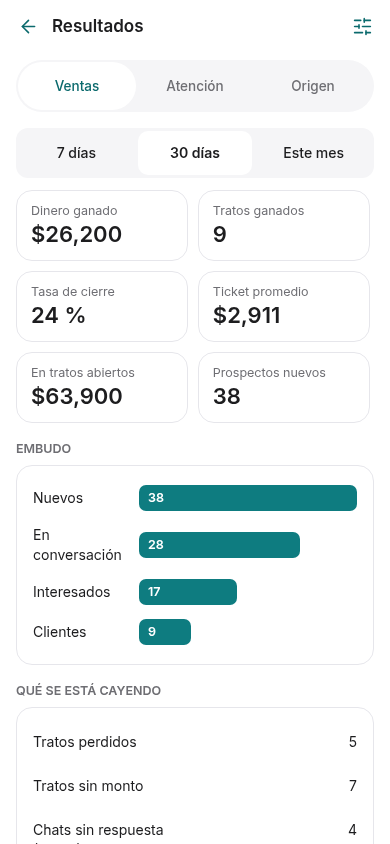 Resultados
Ventas Atención Origen
7 días 30 días Este mes
Dinero ganado Tratos ganados
$26,200 9
Tasa de cierre Ticket promedio
24 % $2,911
En tratos abiertos Prospectos nuevos
$63,900 38
EMBUDO
Nuevos 38
En
conversación 28
Interesados 17
Clientes 9
QUÉ SE ESTÁ CAYENDO
Tratos perdidos 5
Tratos sin monto 7
Chats sin respuesta 4